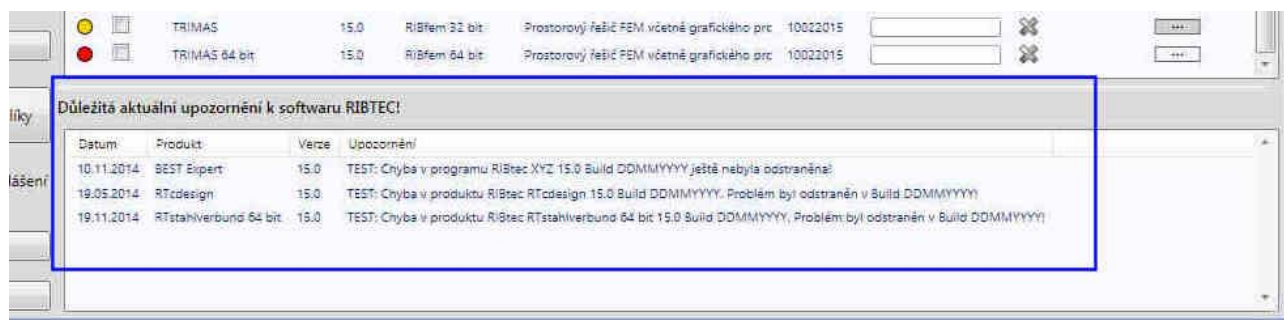 TRIMAS 15.0 RIBfem 32 bit Prostorový řešič FEM včetně grafického prc 10022015 ...
TRIMAS 64 bit 15.0 RIBfem 64 bit Prostorový řešič FEM včetně grafického prc 10022015 ...
líky
Důležitá aktuální upozornění k softwaru RIBTEC!
Datum Produkt Verze Upozornění
10.11.2014 BEST Expert 15.0 TEST: Chyba v programu RIBtec XYZ 15.0 Build DDMMYYYY ještě nebyla odstraněna!
lášení
19.05.2014 RTcdesign 15.0 TEST: Chyba v produktu RIBtec RTcdesign 15.0 Build DDMMYYYY. Problém byl odstraněn v Build DDMMYYYY!
19.11.2014 RTstahlverbund 64 bit 15.0 TEST: Chyba v produktu RIBtec RTstahlverbund 64 bit 15.0 Build DDMMYYYY. Problém byl odstraněn v Build DDMMYYYY!